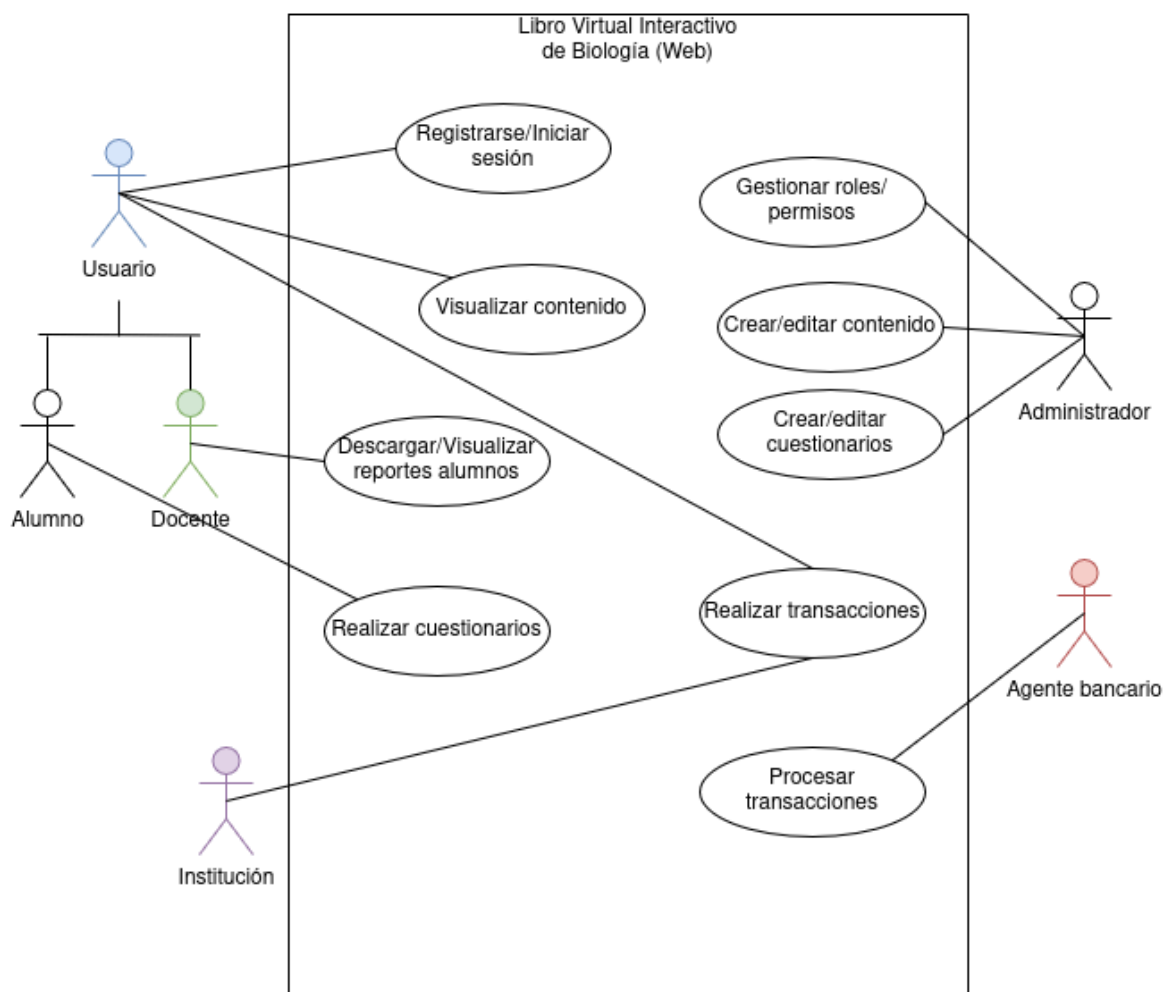 Libro Virtual Interactivo
de Biología (Web)
Registrarse/Iniciar
sesión
Gestionar roles/
permisos
Usuario
Visualizar contenido
Crear/editar contenido
Administrador
Crear/editar
cuestionarios
Descargar/Visualizar
reportes alumnos
Alumno
Docente
Realizar cuestionarios
Realizar transacciones
Agente bancario
Procesar
transacciones
Institución